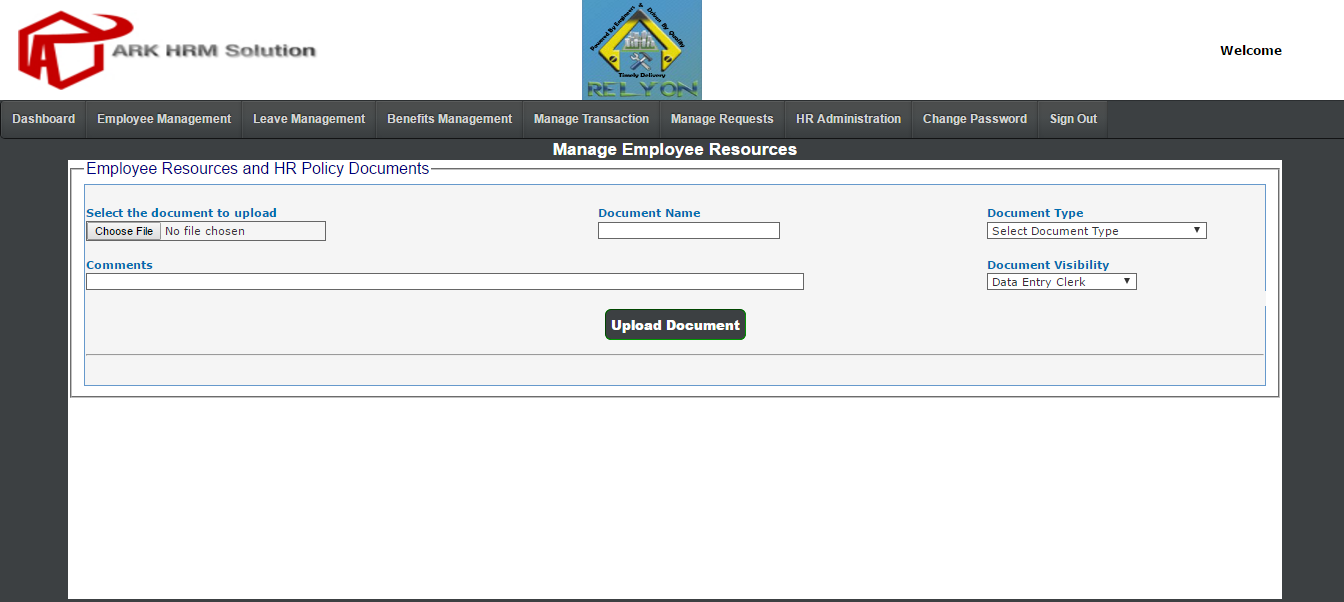 ARK HRM Solution
Powered By Engineers & Driven By Quality
Timely Delivery
RELYON
Welcome
Dashboard Employee Management Leave Management Benefits Management Manage Transaction Manage Requests HR Administration Change Password Sign Out
Manage Employee Resources
Employee Resources and HR Policy Documents
Select the document to upload Document Name Document Type
Choose File No file chosen Select Document Type
Comments Document Visibility
Data Entry Clerk
Upload Document